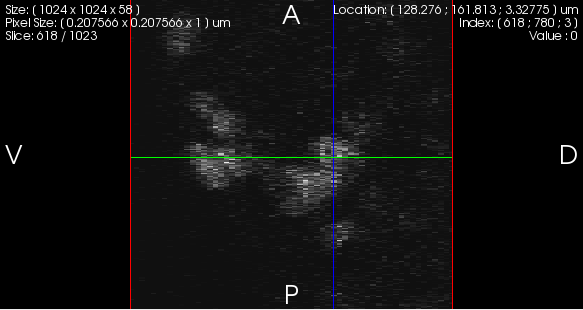 Size: ( 1024 x 1024 x 58 )
Pixel Size: ( 0.207566 x 0.207566 x 1 ) um
Slice: 618 / 1023
A
Location: ( 128.276 ; 161.813 ; 3.32775 ) um
Index: ( 618 ; 780 ; 3 )
Value : 0
V
D
P